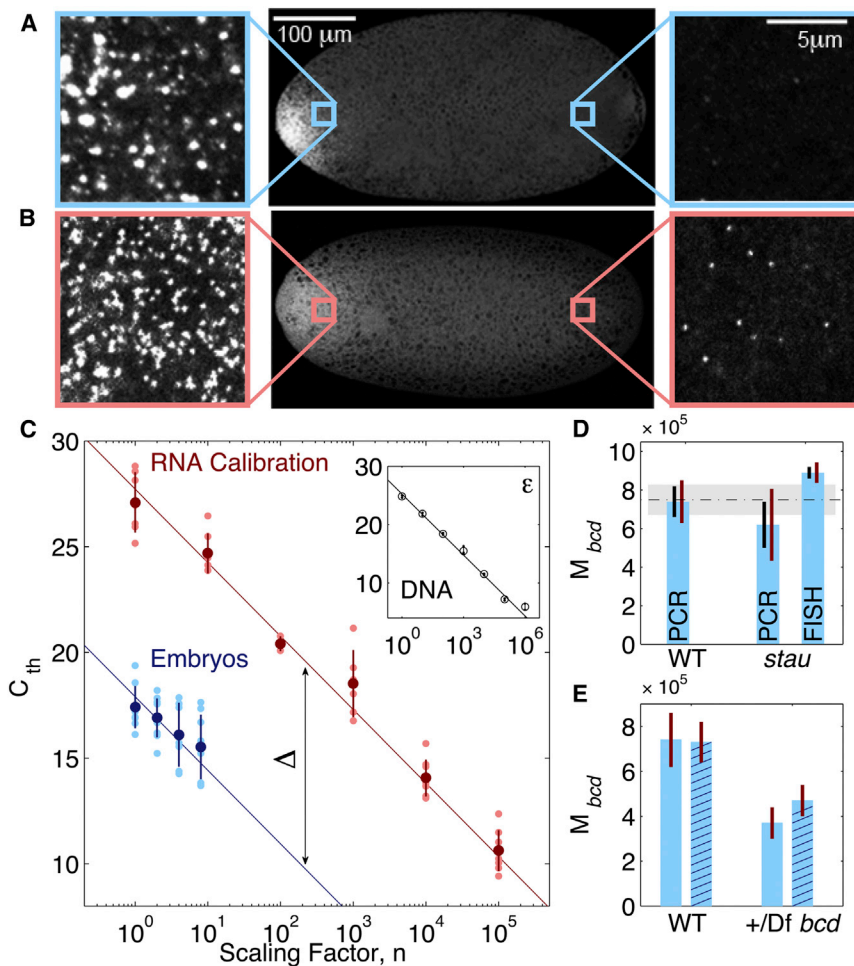 A
100 μm
5μm
B
C
RNA Calibration
Embryos
Δ
ε
DNA
30
25
20
15
10
C th
10^0 10^1 10^2 10^3 10^4 10^5
Scaling Factor, n
30
20
10
10^0 10^3 10^6
D
× 10^5
10
8
6
4
2
0
M bcd
PCR
PCR
FISH
WT
stau
E
× 10^5
8
6
4
2
0
M bcd
WT
+/Df bcd